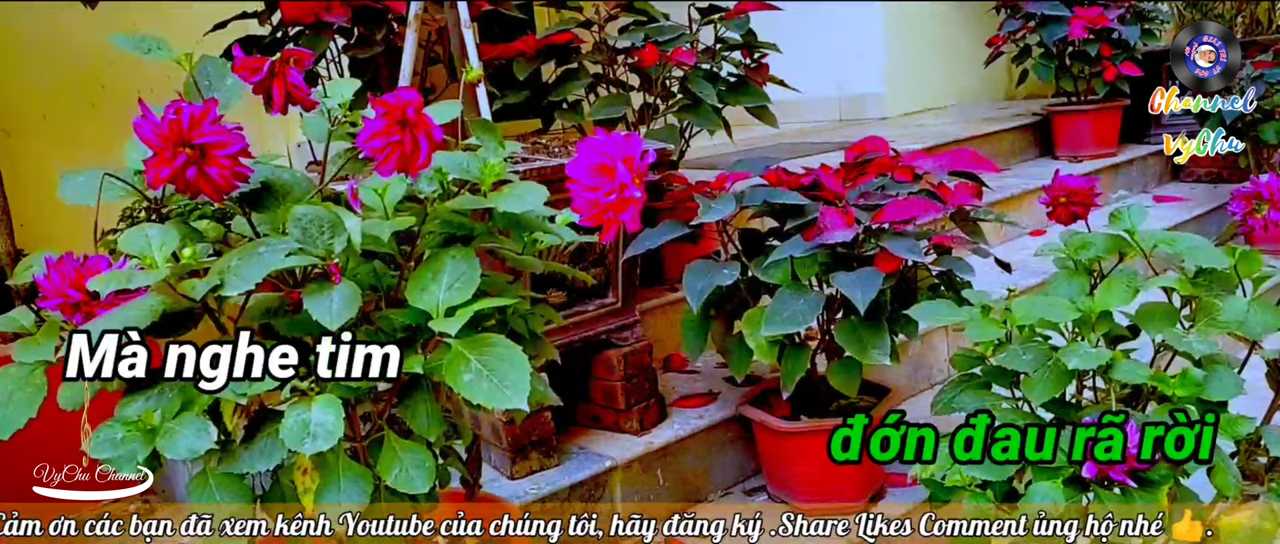 Channel
VyChu
Mà nghe tim
đớn đau rã rời
VyChu Channel
Cảm ơn các bạn đã xem kênh Youtube của chúng tôi, hãy đăng ký .Share Likes Comment ủng hộ nhé 👍.